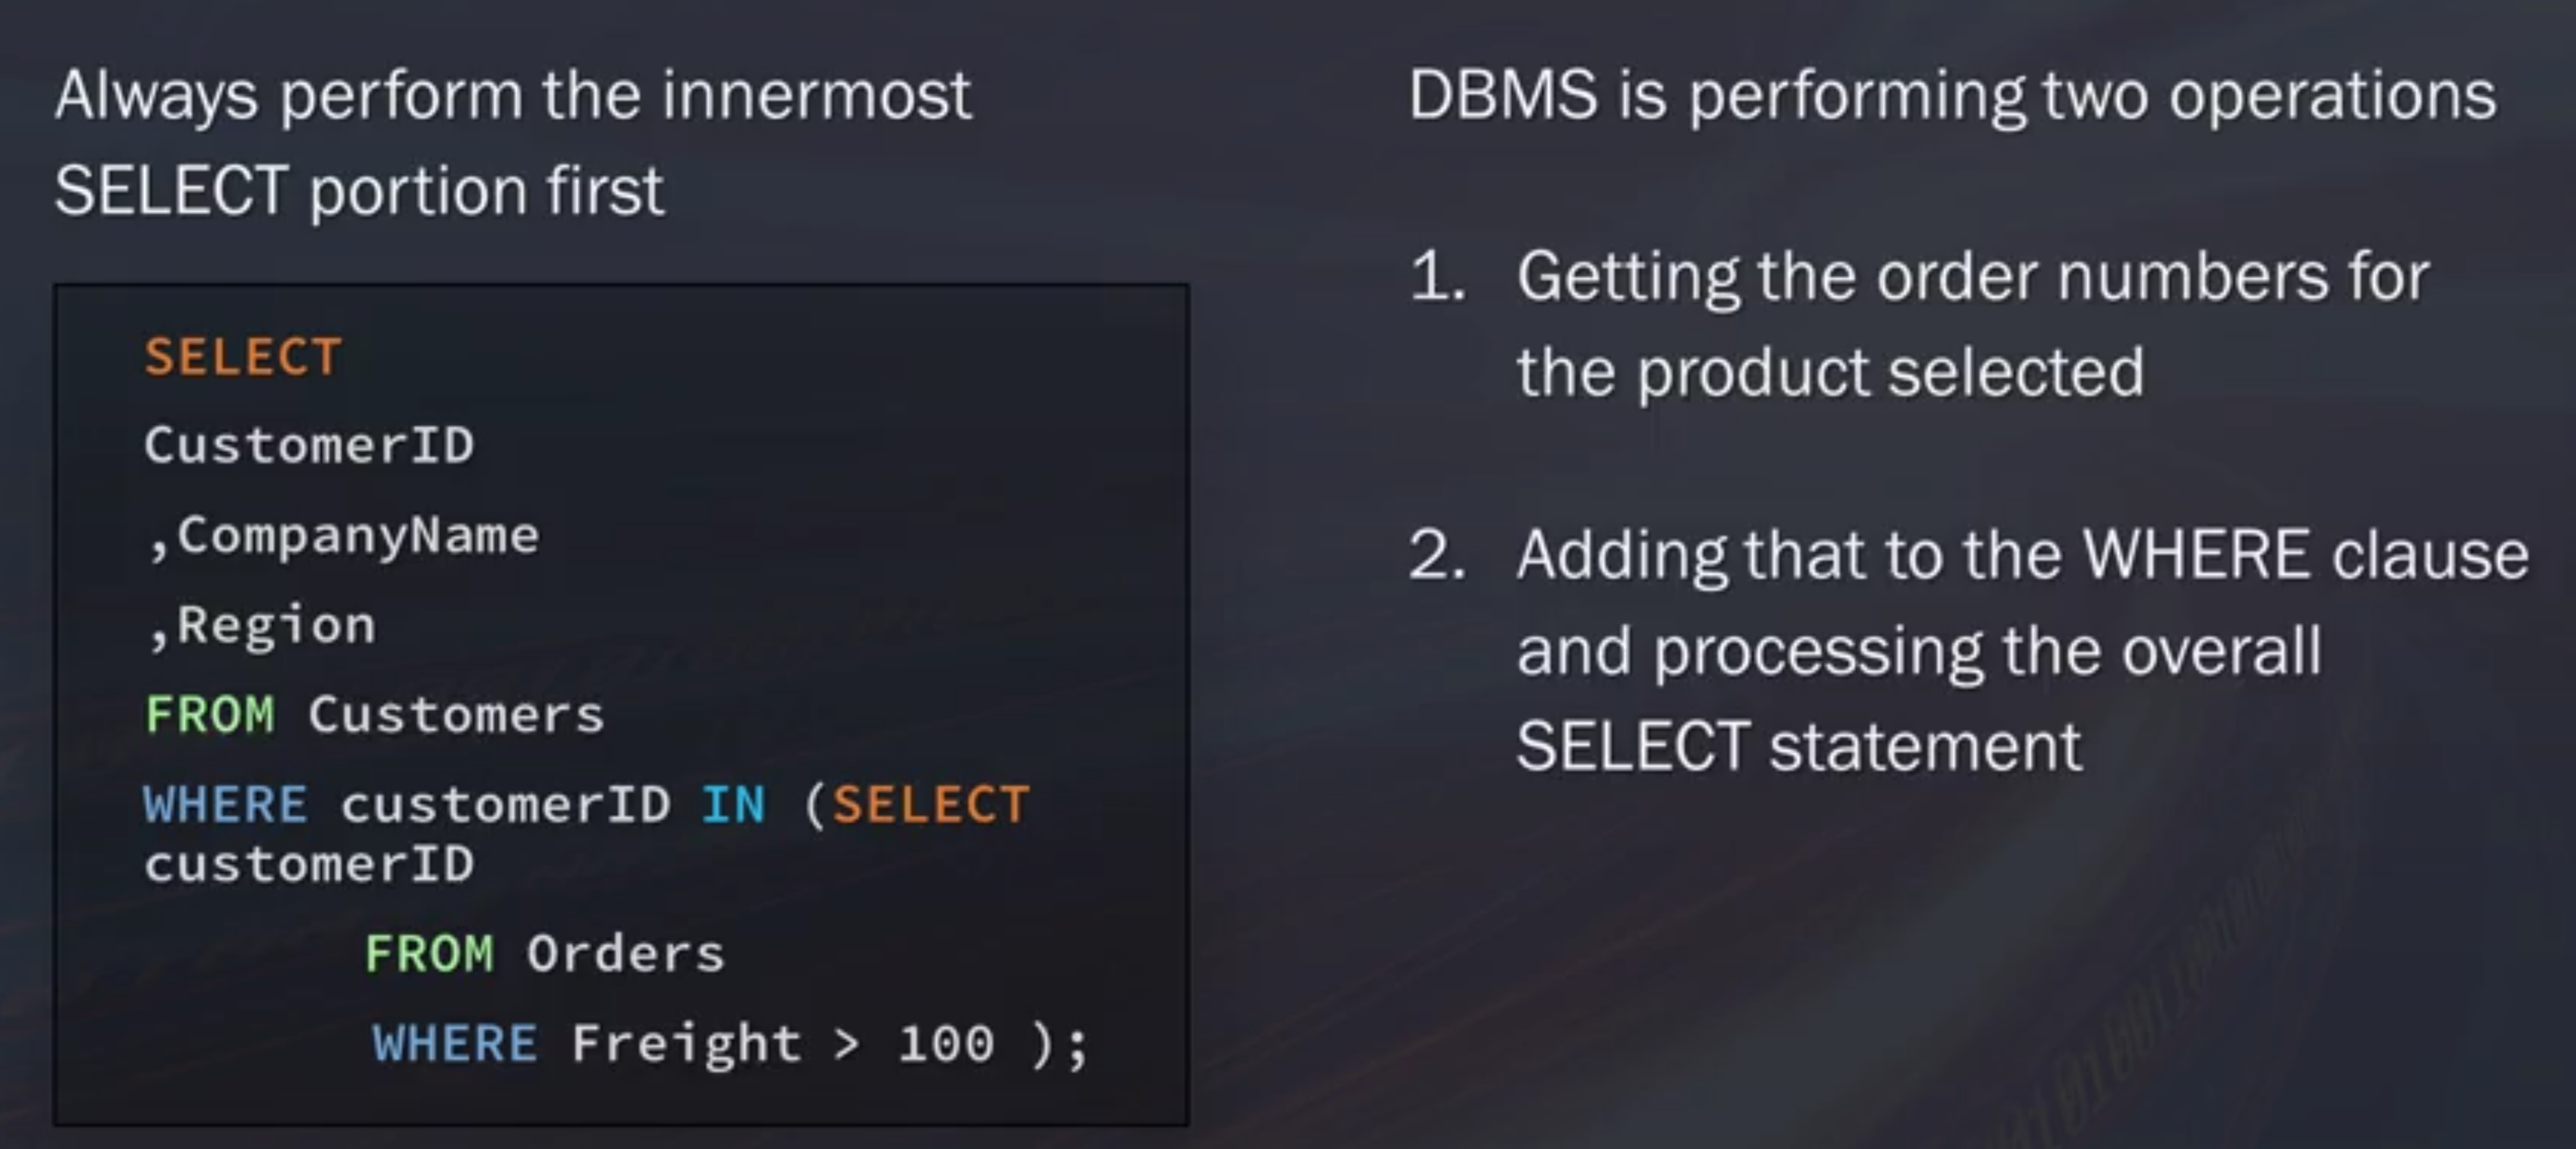 Always perform the innermost
SELECT portion first
SELECT
CustomerID
,CompanyName
,Region
FROM Customers
WHERE customerID IN (SELECT
customerID
FROM Orders
WHERE Freight > 100 );
DBMS is performing two operations
1. Getting the order numbers for
the product selected
2. Adding that to the WHERE clause
and processing the overall
SELECT statement